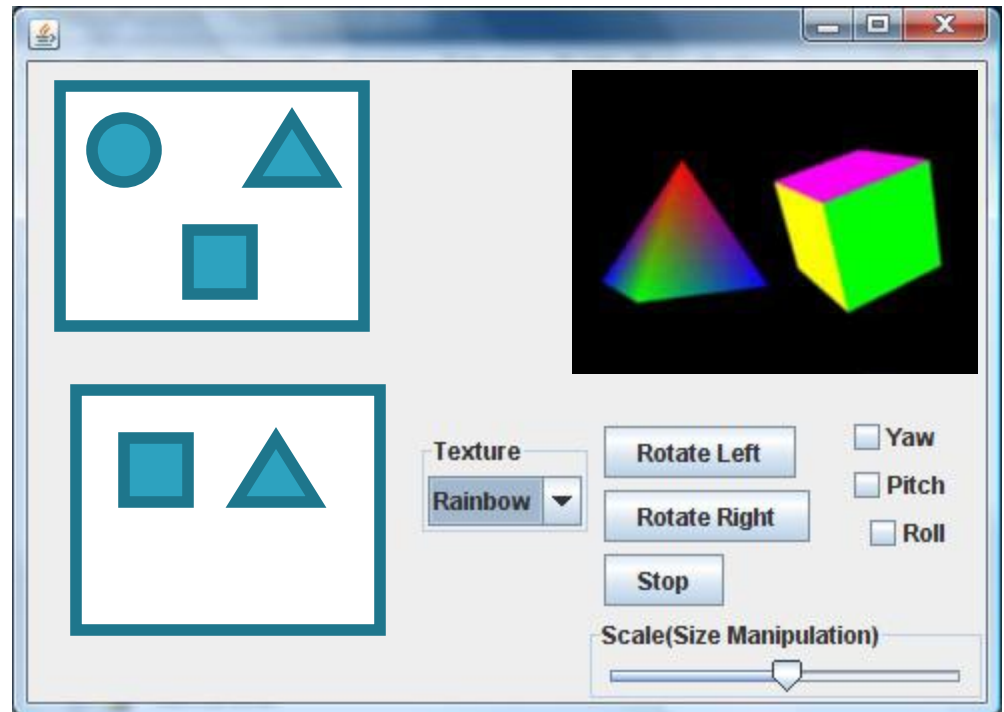 Texture
Rainbow
Rotate Left
Rotate Right
Stop
Yaw
Pitch
Roll
Scale(Size Manipulation)